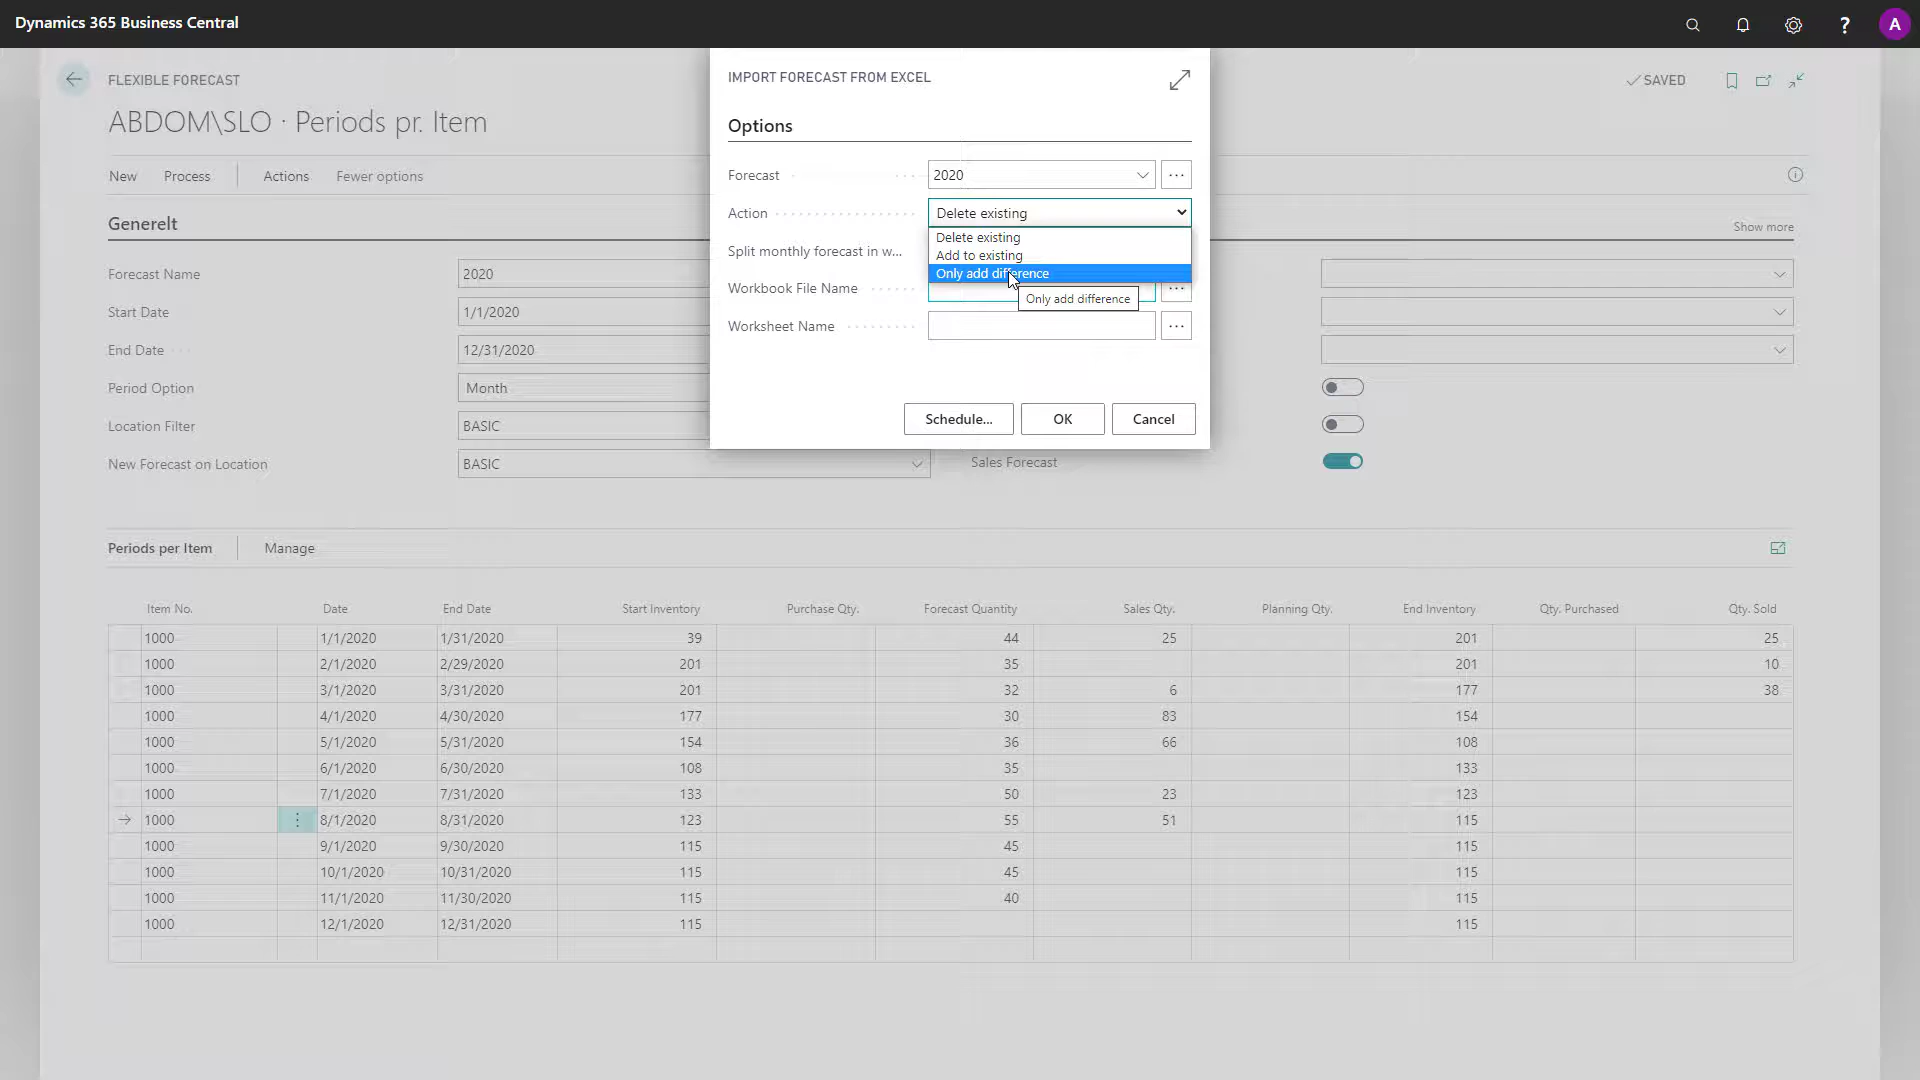 Dynamics 365 Business Central
?
A
FLEXIBLE FORECAST
SAVED
ABDOM\SLO · Periods pr. Item
New
Process
Actions
Fewer options
Generelt
Show more
Forecast Name
2020
Start Date
1/1/2020
End Date
12/31/2020
Period Option
Month
Location Filter
BASIC
New Forecast on Location
BASIC
Sales Forecast
IMPORT FORECAST FROM EXCEL
Options
Forecast
2020
Action
Delete existing
Delete existing
Add to existing
Only add difference
Only add difference
Split monthly forecast in w...
Workbook File Name
Worksheet Name
Schedule...
OK
Cancel
Periods per Item
Manage
Item No. Date End Date Start Inventory Purchase Qty. Forecast Quantity Sales Qty. Planning Qty. End Inventory Qty. Purchased Qty. Sold
1000 1/1/2020 1/31/2020 39 44 25 201 25
1000 2/1/2020 2/29/2020 201 35 201 10
1000 3/1/2020 3/31/2020 201 32 6 177 38
1000 4/1/2020 4/30/2020 177 30 83 154
1000 5/1/2020 5/31/2020 154 36 66 108
1000 6/1/2020 6/30/2020 108 35 133
1000 7/1/2020 7/31/2020 133 50 23 123
1000 8/1/2020 8/31/2020 123 55 51 115
1000 9/1/2020 9/30/2020 115 45 115
1000 10/1/2020 10/31/2020 115 45 115
1000 11/1/2020 11/30/2020 115 40 115
1000 12/1/2020 12/31/2020 115 115